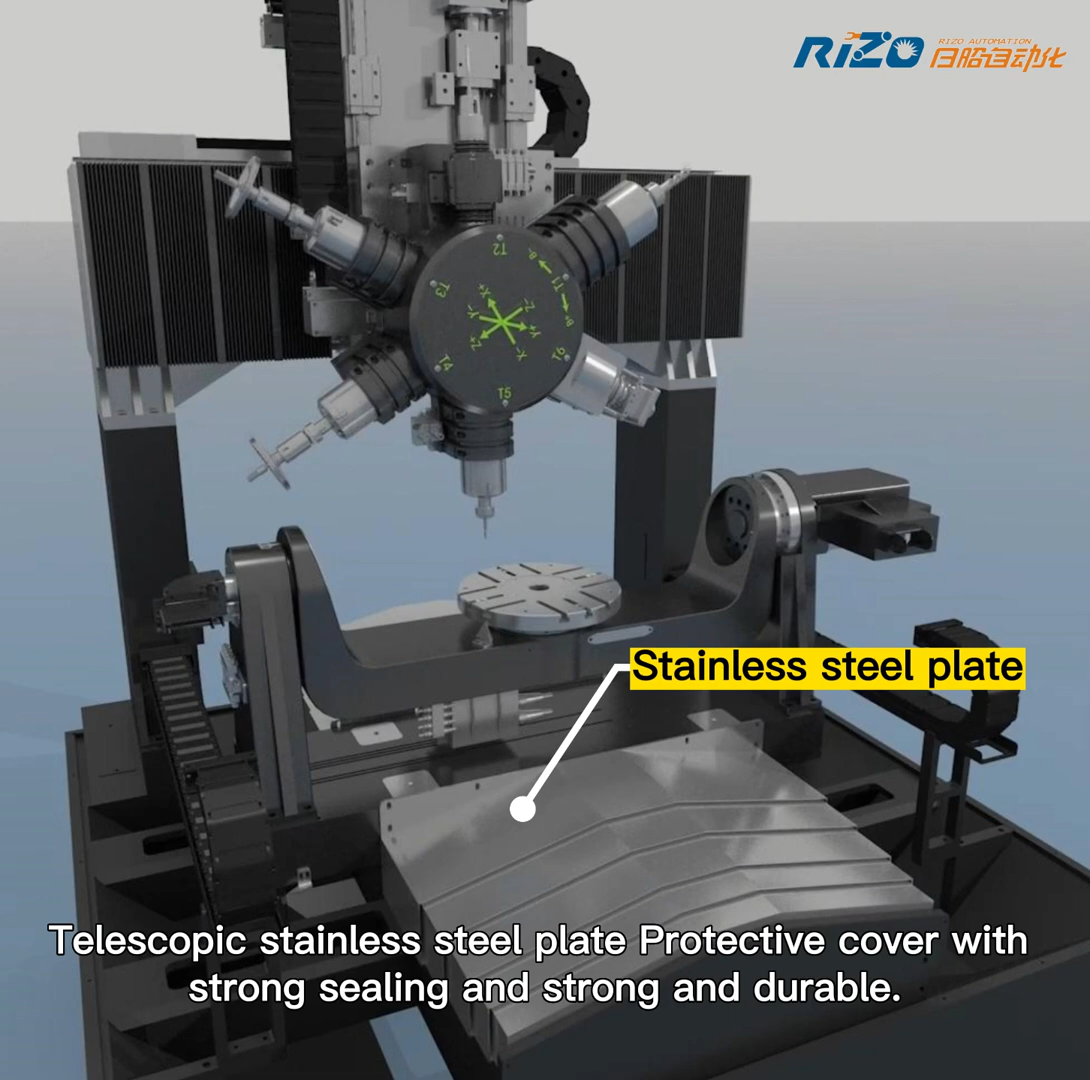 RIZO
RIZO AUTOMATION
日昭自动化
T2
B-
T1
B+
T3
X+
Z-
Y-
Y+
Z+
X-
T6
T4
T5
Stainless steel plate
Telescopic stainless steel plate Protective cover with
strong sealing and strong and durable.